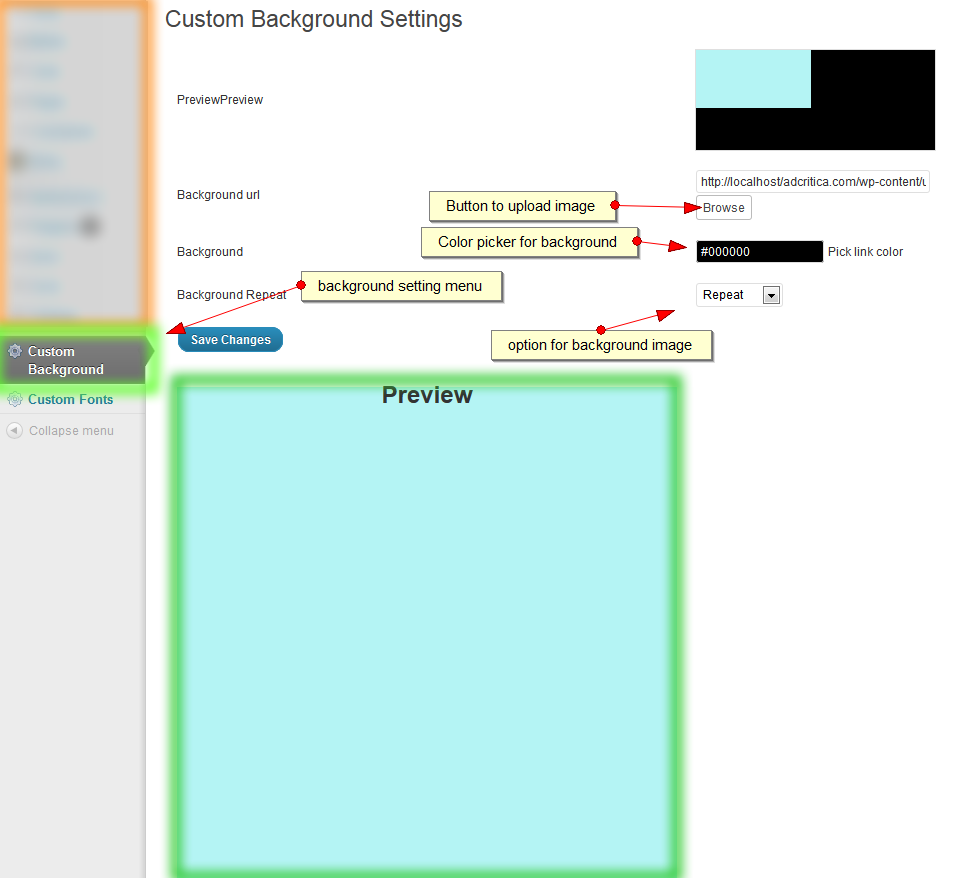 Custom Background Settings
PreviewPreview
Background url
http://localhost/adcritica.com/wp-content/u
Button to upload image
Browse
Color picker for background
Background
#000000
Pick link color
background setting menu
Background Repeat
Repeat
Save Changes
option for background image
Custom
Background
Custom Fonts
Collapse menu
Preview